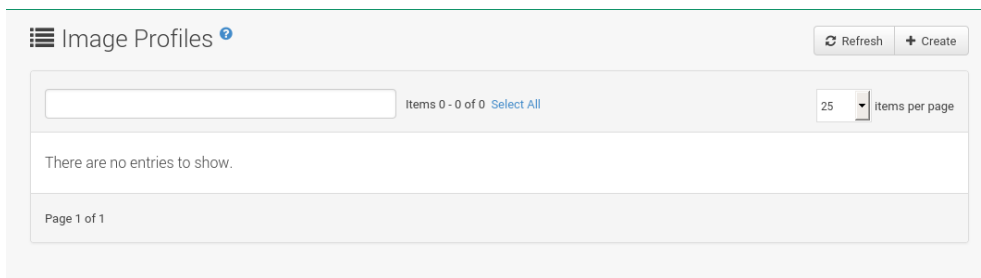 Image Profiles ?
Refresh + Create
Items 0 - 0 of 0 Select All
25 items per page
There are no entries to show.
Page 1 of 1